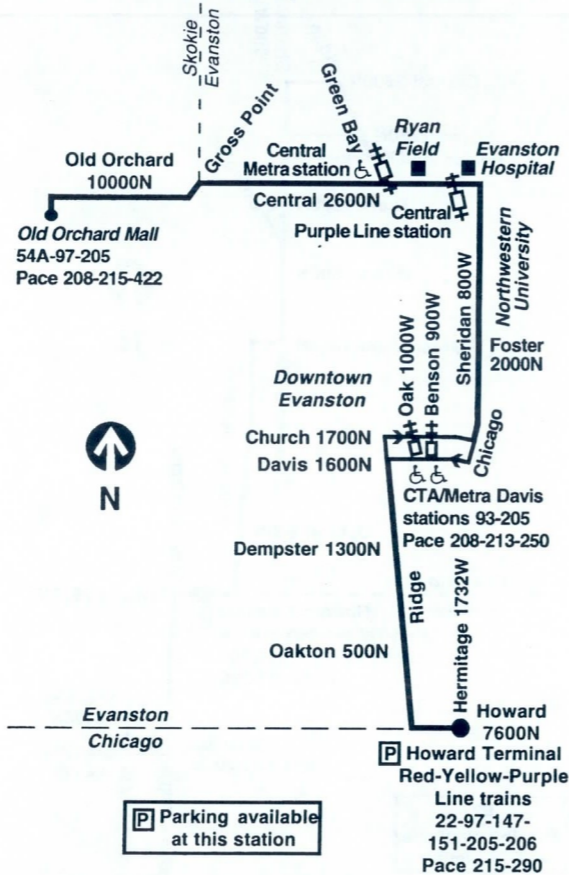 Skokie
Evanston
Gross Point
Green Bay
Ryan
Field
Evanston
Hospital
Old Orchard
10000N
Central
Metra station
Central 2600N
Central
Purple Line station
Old Orchard Mall
54A-97-205
Pace 208-215-422
Northwestern
University
Sheridan 800W
Foster
2000N
Oak 1000W
Benson 900W
Downtown
Evanston
Church 1700N
Davis 1600N
Chicago
N
CTA/Metra Davis
stations 93-205
Pace 208-213-250
Dempster 1300N
Ridge
Hermitage 1732W
Oakton 500N
Evanston
Chicago
Howard
7600N
P Howard Terminal
Red-Yellow-Purple
Line trains
22-97-147-
151-205-206
Pace 215-290
P Parking available
at this station